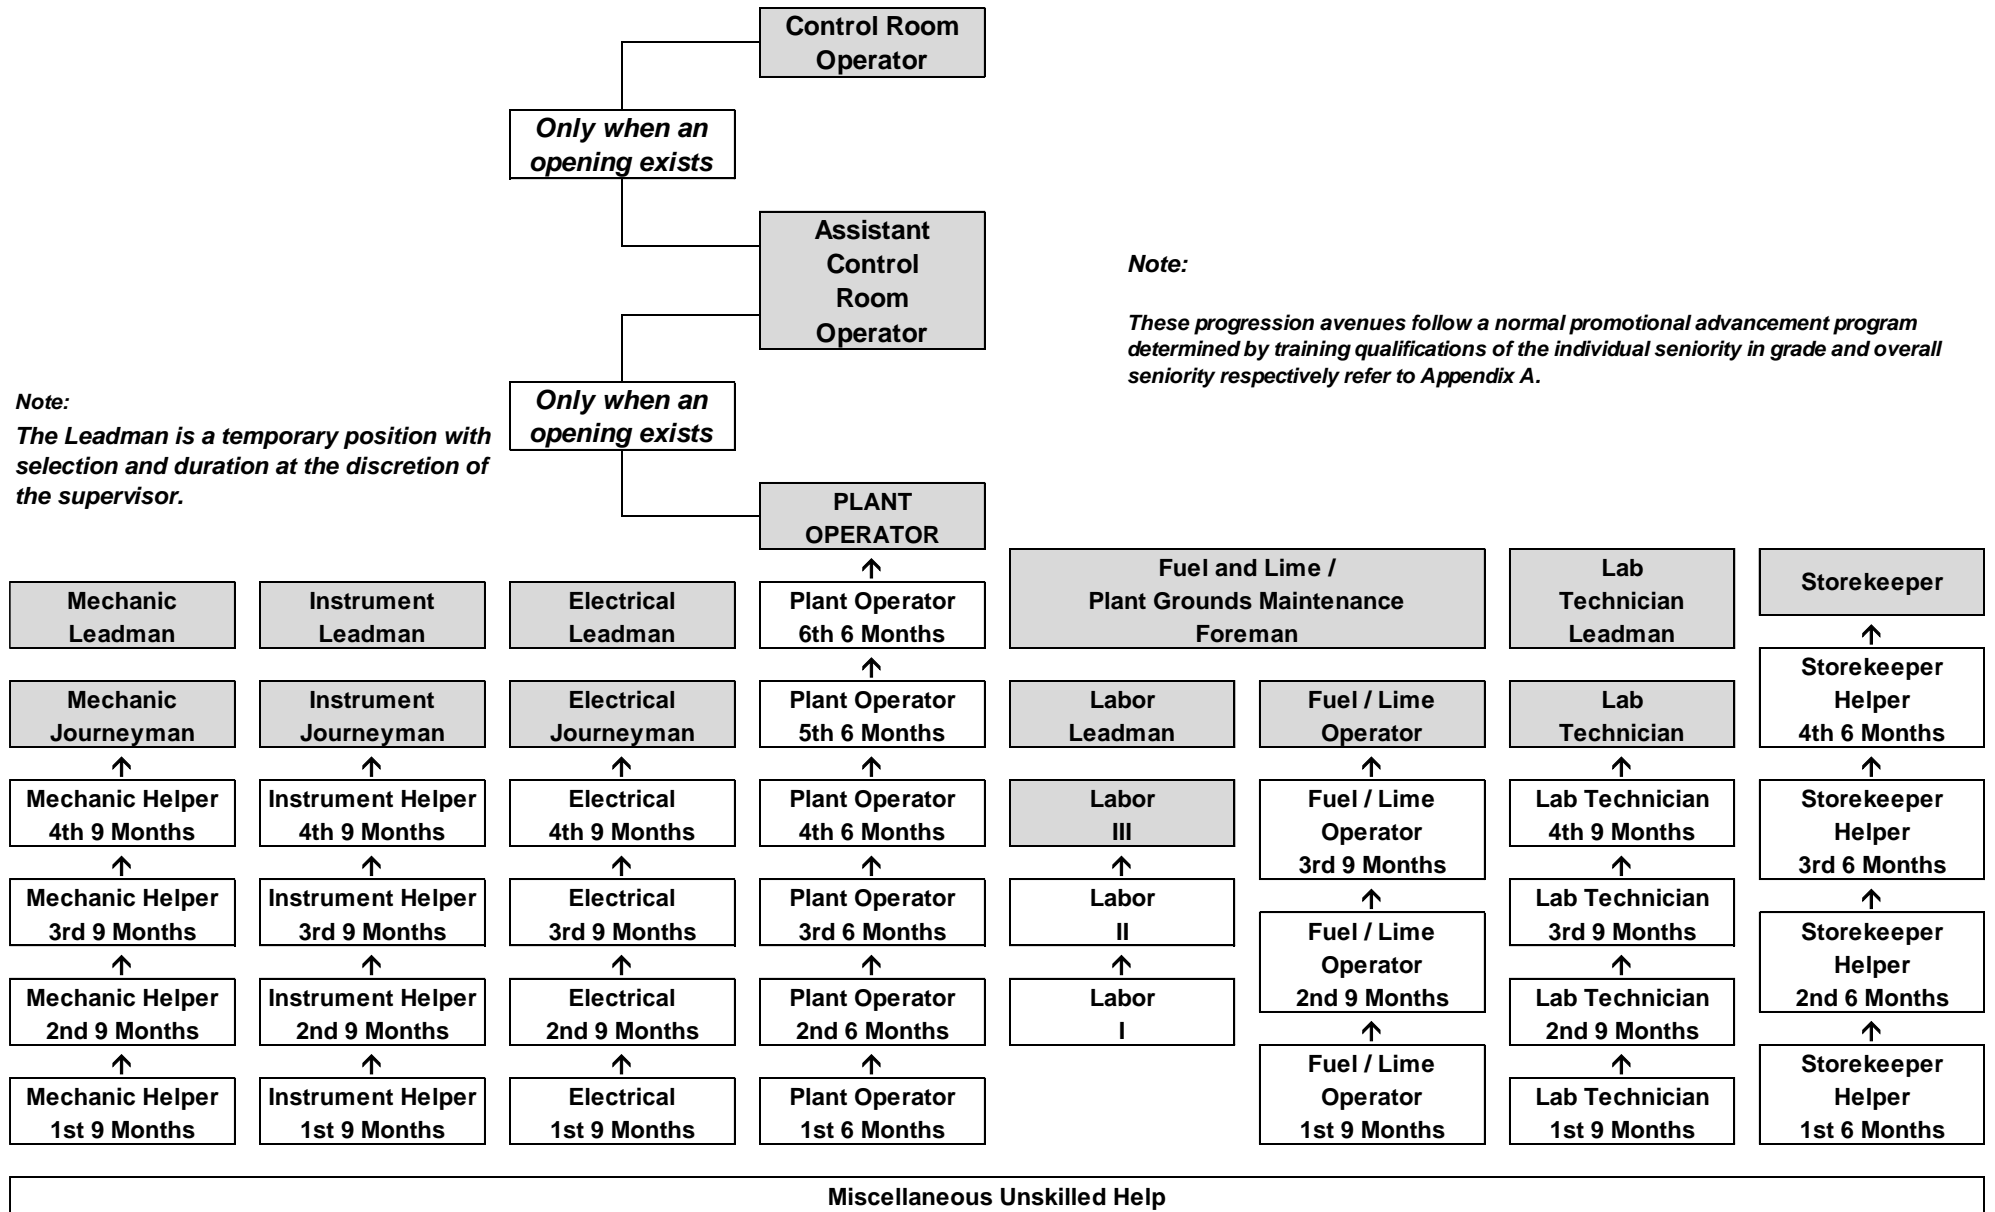 Control Room
Operator
Only when an
opening exists
Assistant
Control
Room
Operator
Note:
These progression avenues follow a normal promotional advancement program
determined by training qualifications of the individual seniority in grade and overall
seniority respectively refer to Appendix A.
Only when an
opening exists
Note:
The Leadman is a temporary position with
selection and duration at the discretion of
the supervisor.
PLANT
OPERATOR
Mechanic
Leadman
Mechanic
Journeyman
Mechanic Helper
4th 9 Months
Mechanic Helper
3rd 9 Months
Mechanic Helper
2nd 9 Months
Mechanic Helper
1st 9 Months
Instrument
Leadman
Instrument
Journeyman
Instrument Helper
4th 9 Months
Instrument Helper
3rd 9 Months
Instrument Helper
2nd 9 Months
Instrument Helper
1st 9 Months
Electrical
Leadman
Electrical
Journeyman
Electrical
4th 9 Months
Electrical
3rd 9 Months
Electrical
2nd 9 Months
Electrical
1st 9 Months
Plant Operator
6th 6 Months
Plant Operator
5th 6 Months
Plant Operator
4th 6 Months
Plant Operator
3rd 6 Months
Plant Operator
2nd 6 Months
Plant Operator
1st 6 Months
Fuel and Lime /
Plant Grounds Maintenance
Foreman
Labor
Leadman
Labor
III
Labor
II
Labor
I
Fuel / Lime
Operator
Fuel / Lime
Operator
3rd 9 Months
Fuel / Lime
Operator
2nd 9 Months
Fuel / Lime
Operator
1st 9 Months
Lab
Technician
Leadman
Lab
Technician
Lab Technician
4th 9 Months
Lab Technician
3rd 9 Months
Lab Technician
2nd 9 Months
Lab Technician
1st 9 Months
Storekeeper
Storekeeper
Helper
4th 6 Months
Storekeeper
Helper
3rd 6 Months
Storekeeper
Helper
2nd 6 Months
Storekeeper
Helper
1st 6 Months
Miscellaneous Unskilled Help